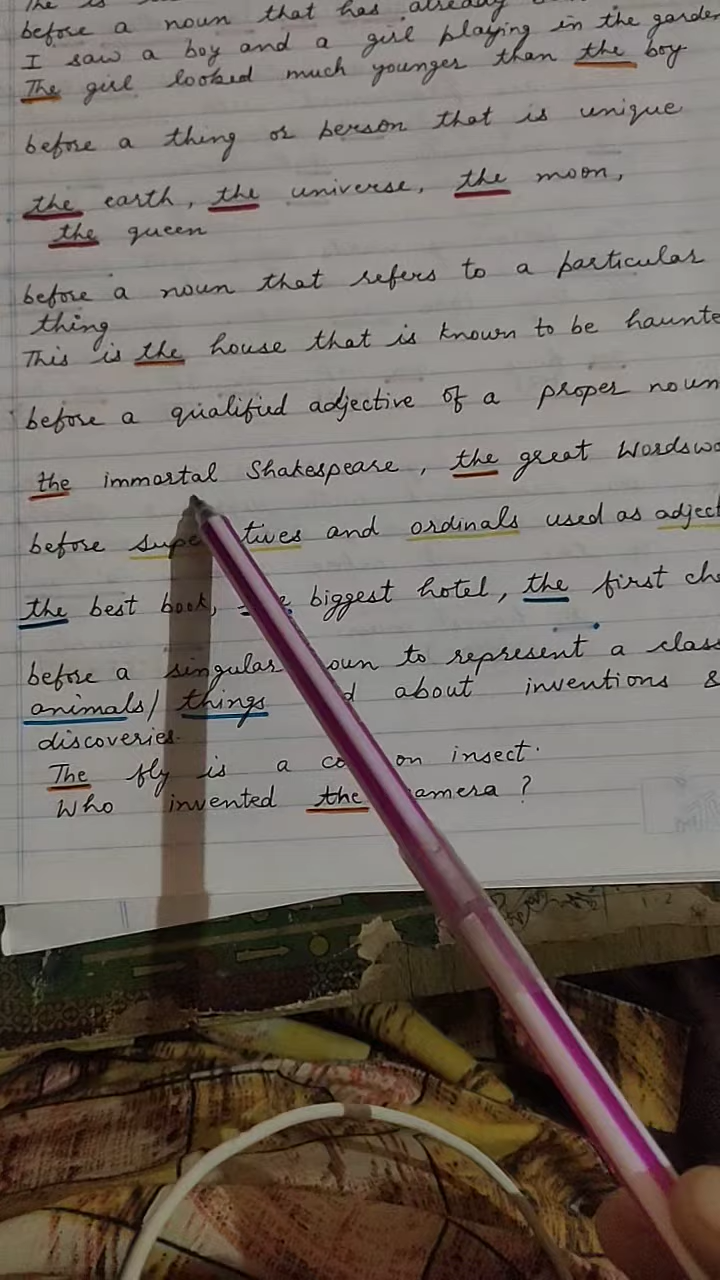 The is
before a noun that has already
I saw a boy and a girl playing in the garden
The girl looked much younger than the boy
before a thing or person that is unique
the earth, the universe, the moon,
the queen
before a noun that refers to a particular
thing
This is the house that is known to be haunte
before a qualified adjective of a proper noun
the immortal Shakespeare, the great Wordswo
before tives and ordinals used as adject
the best book, biggest hotel, the first
before a singular to represent a class
animals/things about inventions &
discoveries.
The fly is a insect.
Who invented the camera ?